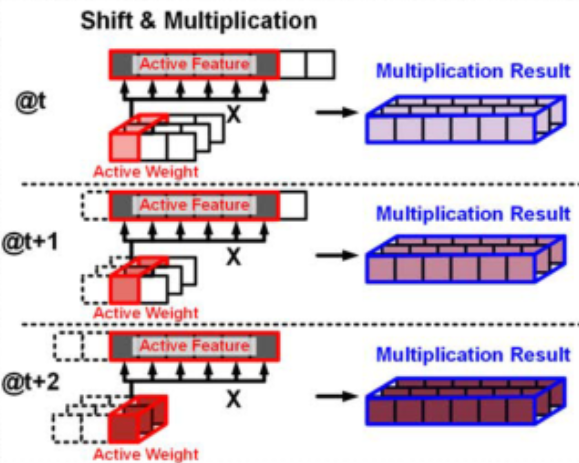 Shift & Multiplication
Active Feature
Multiplication Result
@t
X
Active Weight
Active Feature
Multiplication Result
@t+1
X
Active Weight
Active Feature
Multiplication Result
@t+2
X
Active Weight